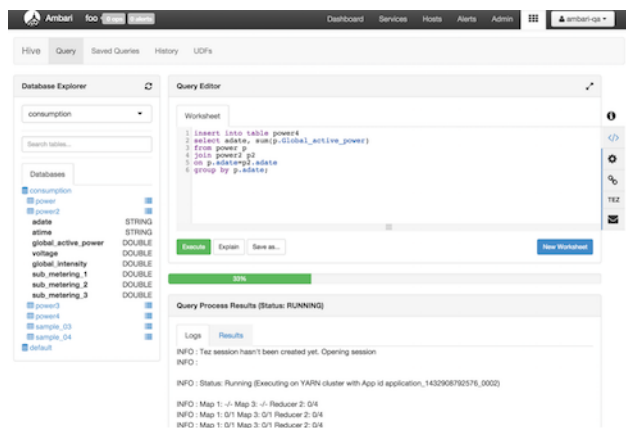 Ambari foo 0 ops 0 alerts Dashboard Services Hosts Alerts Admin ambari-qa
Hive Query Saved Queries History UDFs
Database Explorer
consumption
Search tables...
Databases
consumption
power
power2
adate STRING
atime STRING
global_active_power DOUBLE
voltage DOUBLE
global_intensity DOUBLE
sub_metering_1 DOUBLE
sub_metering_2 DOUBLE
sub_metering_3 DOUBLE
power3
power4
sample_03
sample_04
default
Query Editor
Worksheet
1 insert into table power4
2 select adate, sum(p.Global_active_power)
3 from power p
4 join power2 p2
5 on p.adate=p2.adate
6 group by p.adate;
Execute Explain Save as... New Worksheet
33%
Query Process Results (Status: RUNNING)
Logs Results
INFO : Tez session hasn't been created yet. Opening session
INFO :
INFO : Status: Running (Executing on YARN cluster with App id application_1432908792576_0002)
INFO : Map 1: -/- Map 3: -/- Reducer 2: 0/4
INFO : Map 1: 0/1 Map 3: 0/1 Reducer 2: 0/4
INFO : Map 1: 0/1 Map 3: 0/1 Reducer 2: 0/4
TEZ